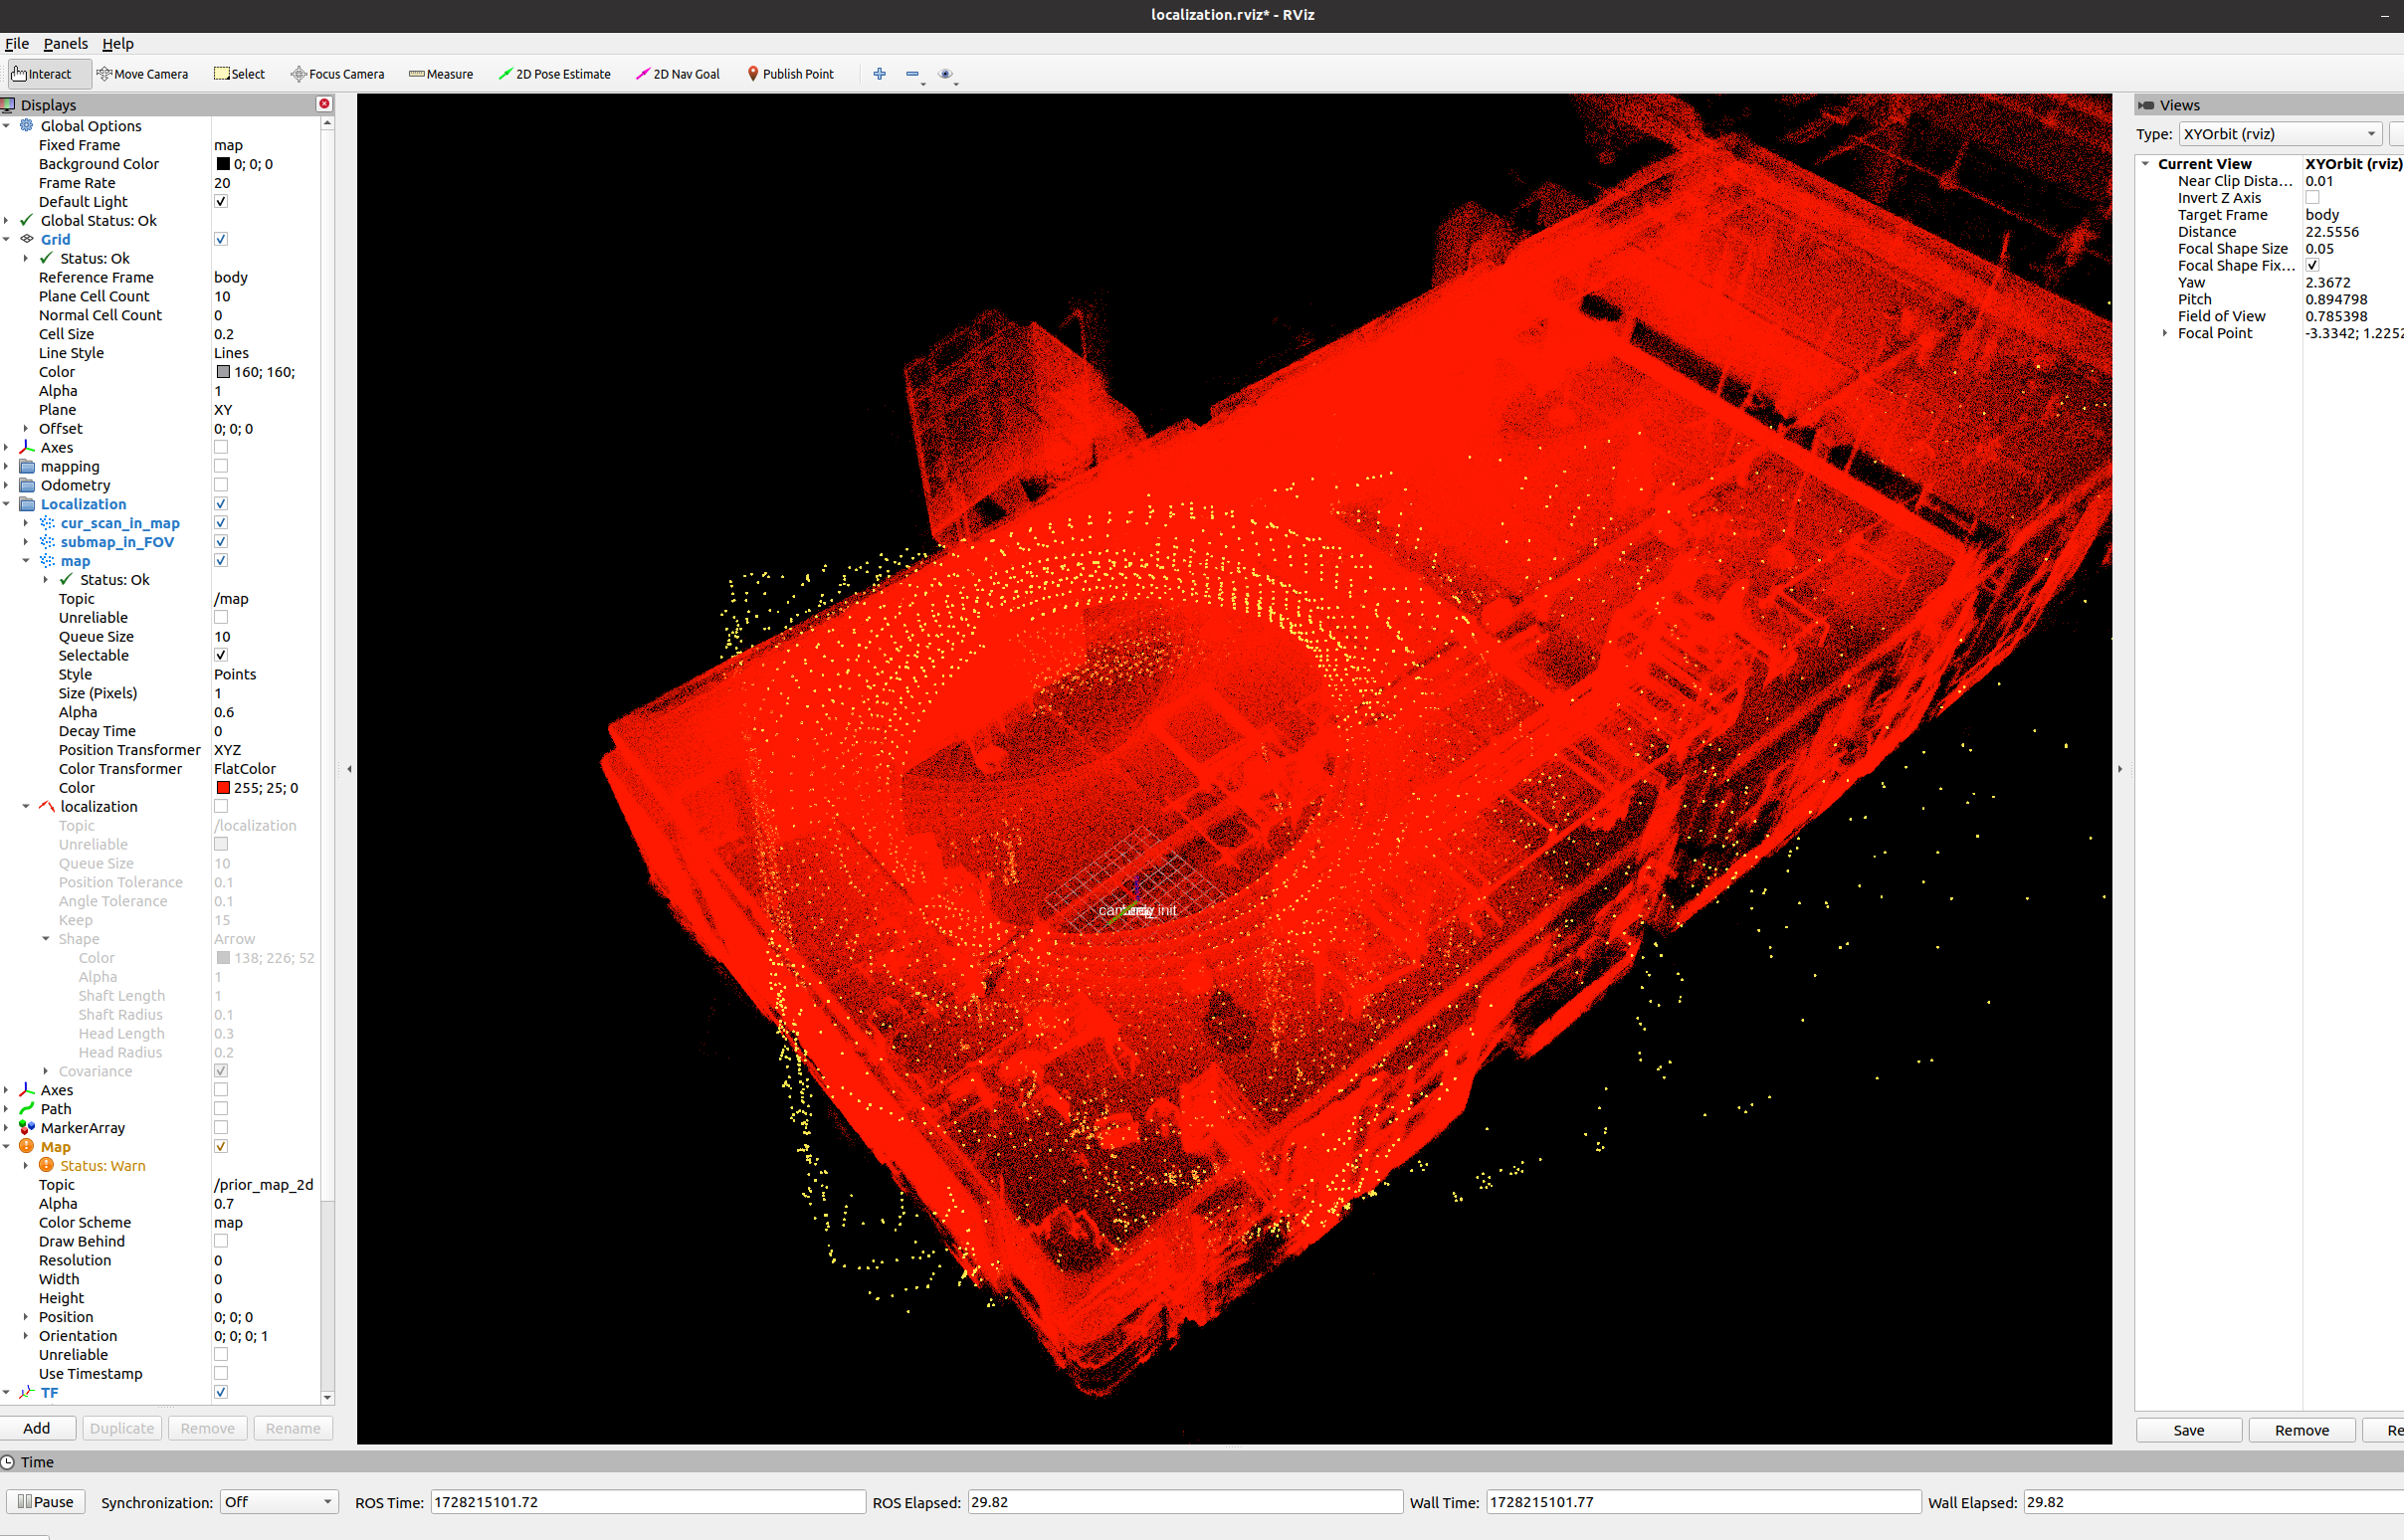 localization.rviz* - RViz
File Panels Help
Interact Move Camera Select Focus Camera Measure 2D Pose Estimate 2D Nav Goal Publish Point
Displays
Global Options
Fixed Frame map
Background Color 0; 0; 0
Frame Rate 20
Default Light
Global Status: Ok
Grid
Status: Ok
Reference Frame body
Plane Cell Count 10
Normal Cell Count 0
Cell Size 0.2
Line Style Lines
Color 160; 160;
Alpha 1
Plane XY
Offset 0; 0; 0
Axes
mapping
Odometry
Localization
cur_scan_in_map
submap_in_FOV
map
Status: Ok
Topic /map
Unreliable
Queue Size 10
Selectable
Style Points
Size (Pixels) 1
Alpha 0.6
Decay Time 0
Position Transformer XYZ
Color Transformer FlatColor
Color 255; 25; 0
localization
Topic /localization
Unreliable
Queue Size 10
Position Tolerance 0.1
Angle Tolerance 0.1
Keep 15
Shape Arrow
Color 138; 226; 52
Alpha 1
Shaft Length 1
Shaft Radius 0.1
Head Length 0.3
Head Radius 0.2
Covariance
Axes
Path
MarkerArray
Map
Status: Warn
Topic /prior_map_2d
Alpha 0.7
Color Scheme map
Draw Behind
Resolution 0
Width 0
Height 0
Position 0; 0; 0
Orientation 0; 0; 0; 1
Unreliable
Use Timestamp
TF
Add Duplicate Remove Rename
Views
Type: XYOrbit (rviz)
Current View XYOrbit (rviz)
Near Clip Dista... 0.01
Invert Z Axis
Target Frame body
Distance 22.5556
Focal Shape Size 0.05
Focal Shape Fix...
Yaw 2.3672
Pitch 0.894798
Field of View 0.785398
Focal Point -3.3342; 1.2252
Save Remove Re
Time
Pause Synchronization: Off ROS Time: 1728215101.72 ROS Elapsed: 29.82 Wall Time: 1728215101.77 Wall Elapsed: 29.82